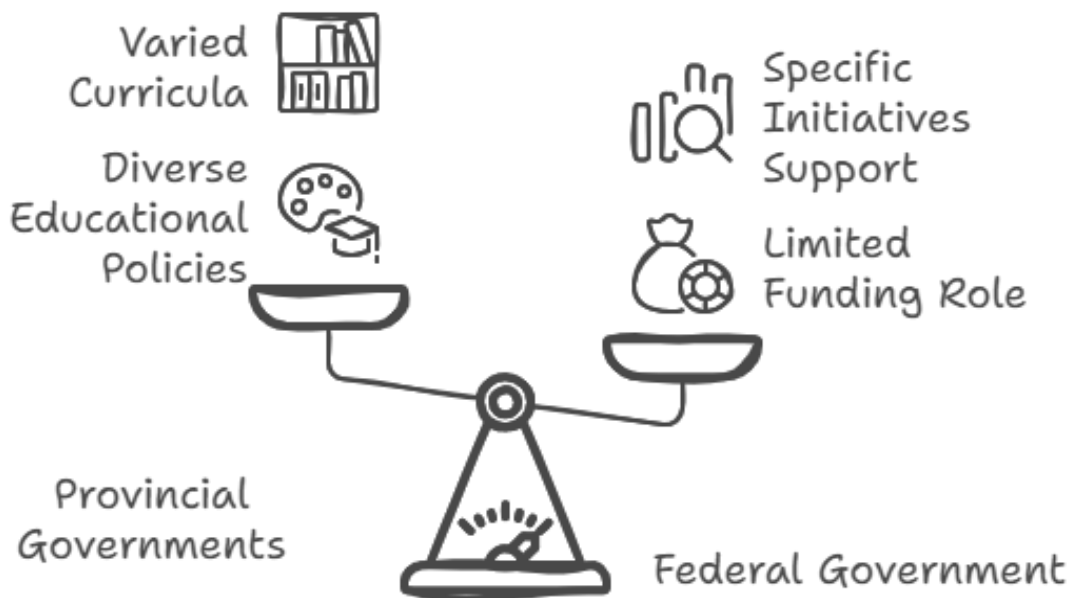 Varied
Curricula
Diverse
Educational
Policies
Specific
Initiatives
Support
Limited
Funding Role
Provincial
Governments
Federal Government